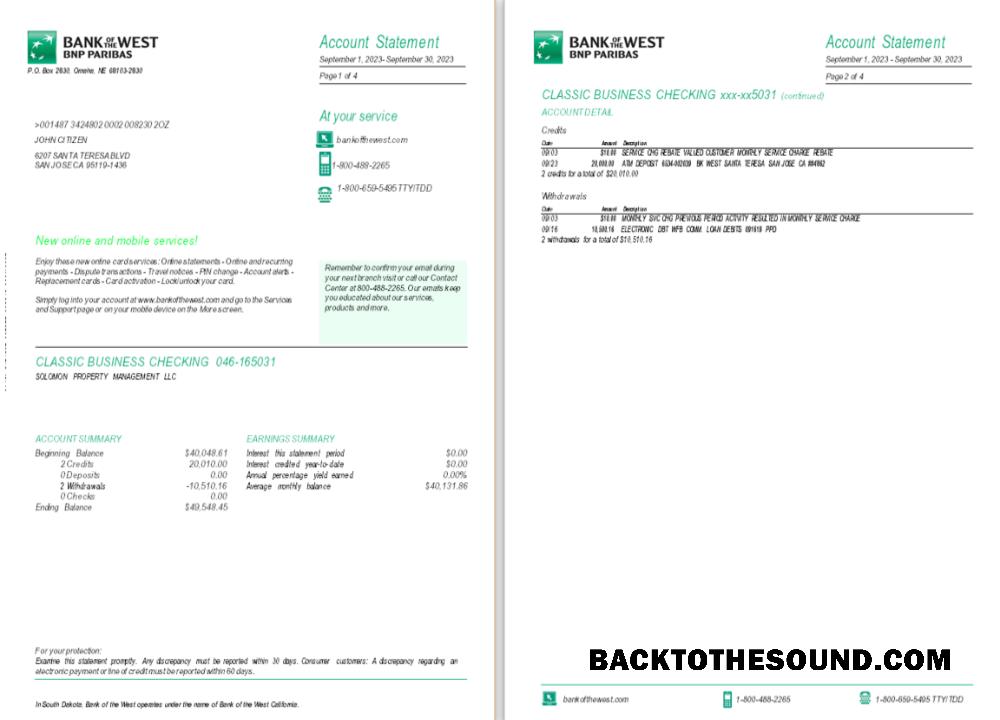 BANK OF THE WEST
BNP PARIBAS
P.O. Box 2830, Omaha, NE 68103-2830
Account Statement
September 1, 2023- September 30, 2023
Page 1 of 4
>001487 3424802 0002 008230 2OZ
JOHN CITIZEN
6207 SANTA TERESA BLVD
SAN JOSE CA 95119-1436
At your service
bankofthewest.com
1-800-488-2265
1-800-659-5495 TTY/TDD
New online and mobile services!
Enjoy these new online card services: Online statements - Online and recurring
payments - Dispute transactions - Travel notices - PIN change - Account alerts -
Replacement cards - Card activation - Lock/unlock your card.
Simply log into your account at www.bankofthewest.com and go to the Services
and Support page or on your mobile device on the More screen.
Remember to confirm your email during
your next branch visit or call our Contact
Center at 800-488-2265. Our emails keep
you educated about our services,
products and more.
CLASSIC BUSINESS CHECKING 046-165031
SOLOMON PROPERTY MANAGEMENT LLC
ACCOUNT SUMMARY
Beginning Balance $40,048.61
2 Credits 20,010.00
0 Deposits 0.00
2 Withdrawals -10,510.16
0 Checks 0.00
Ending Balance $49,548.45
EARNINGS SUMMARY
Interest this statement period $0.00
Interest credited year-to-date $0.00
Annual percentage yield earned 0.00%
Average monthly balance $40,131.86
For your protection:
Examine this statement promptly. Any discrepancy must be reported within 30 days. Consumer customers: A discrepancy regarding an
electronic payment or line of credit must be reported within 60 days.
In South Dakota, Bank of the West operates under the name of Bank of the West California.
BANK OF THE WEST
BNP PARIBAS
Account Statement
September 1, 2023 - September 30, 2023
Page 2 of 4
CLASSIC BUSINESS CHECKING xxx-xx5031 (continued)
ACCOUNT DETAIL
Credits
Date Amount Description
09/03 $10.00 SERVICE CHG REBATE VALUED CUSTOMER MONTHLY SERVICE CHARGE REBATE
09/23 20,000.00 ATM DEPOSIT 6634-002039 BK WEST SANTA TERESA SAN JOSE CA
2 credits for a total of $20,010.00
Withdrawals
Date Amount Description
09/03 $10.00 MONTHLY SVC CHG PREVIOUS PERIOD ACTIVITY RESULTED IN MONTHLY SERVICE CHARGE
09/16 10,500.16 ELECTRONIC DBT WFB COMM. LOAN DEBITS 091618 PPD
2 withdrawals for a total of $10,510.16
BACKTOTHESOUND.COM
bankofthewest.com
1-800-488-2265
1-800-659-5495 TTY/TDD